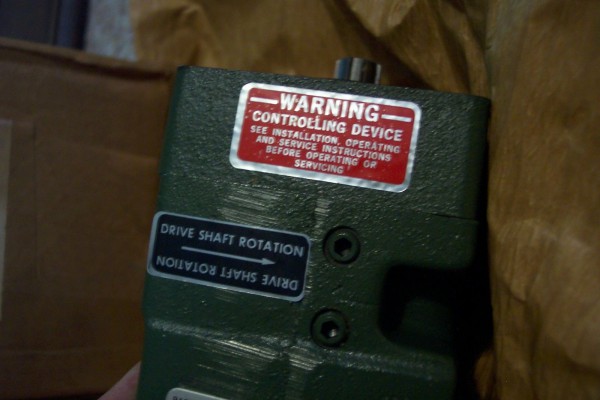 WARNING
CONTROLLING DEVICE
SEE INSTALLATION, OPERATING
AND SERVICE INSTRUCTIONS
BEFORE OPERATING OR
SERVICING
DRIVE SHAFT ROTATION
DRIVE SHAFT ROTATION